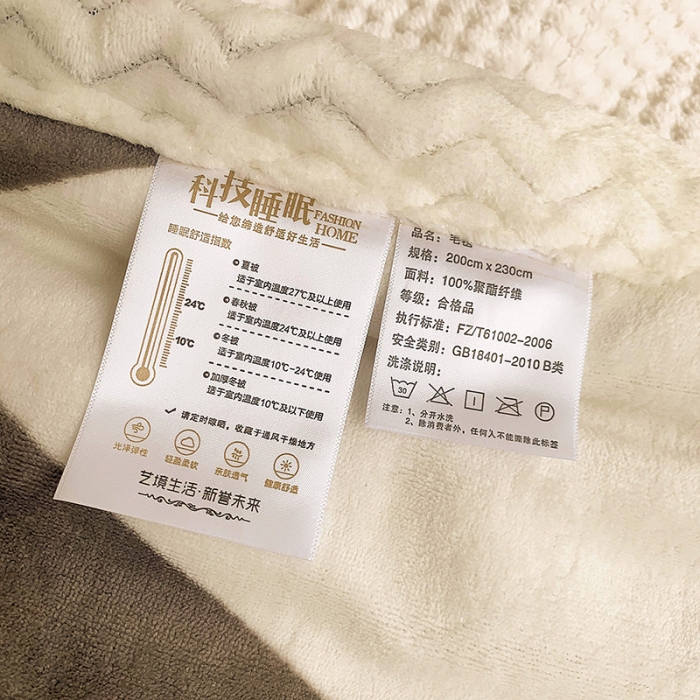 科技睡眠 FASHION HOME
给您缔造舒适好生活
睡眠舒适指数
24℃
10℃
夏被
适于室内温度27℃及以上使用
春秋被
适于室内温度24℃及以上使用
冬被
适于室内温度10℃-24℃使用
加厚冬被
适于室内温度10℃及以下使用
请定时晾晒，收藏于通风干燥地方
光泽弹性
轻盈柔软
亲肤透气
健康舒适
艺境生活·新誉未来
品名：毛毯
规格：200cm x 230cm
面料：100%聚酯纤维
等级：合格品
执行标准：FZ/T61002-2006
安全类别：GB18401-2010 B类
洗涤说明：
30
P
注意：1、分开水洗
2、除消费者外，任何人不能撕除此标签